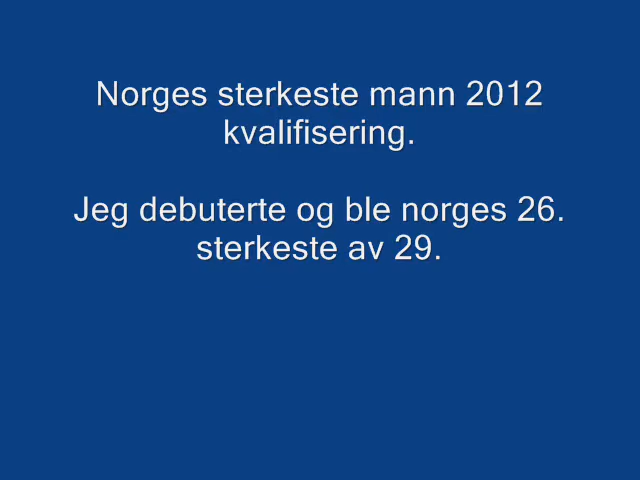 Norges sterkeste mann 2012
kvalifisering.
Jeg debuterte og ble norges 26.
sterkeste av 29.